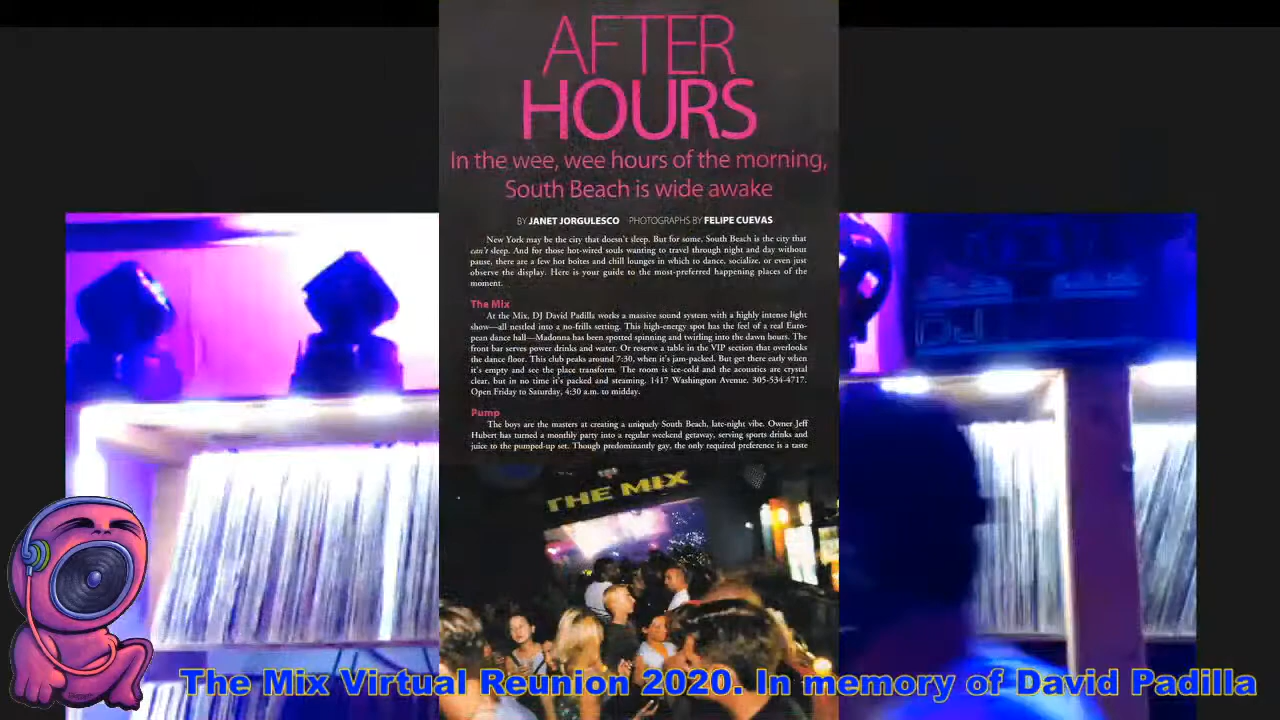 AFTER
HOURS
In the wee, wee hours of the morning,
South Beach is wide awake
BY JANET JORGULESCO PHOTOGRAPHS BY FELIPE CUEVAS
New York may be the city that doesn't sleep. But for some, South Beach is the city that
can't sleep. And for those hot-wired souls wanting to travel through night and day without
pause, there are a few hot boîtes and chill lounges in which to dance, socialize, or even just
observe the display. Here is your guide to the most-preferred happening places of the
moment.
The Mix
At the Mix, DJ David Padilla works a massive sound system with a highly intense light
show—all nestled into a no-frills setting. This high-energy spot has the feel of a real Euro-
pean dance hall—Madonna has been spotted spinning and twirling into the dawn hours. The
front bar serves power drinks and water. Or reserve a table in the VIP section that overlooks
the dance floor. This club peaks around 7:30, when it's jam-packed. But get there early when
it's empty and see the place transform. The room is ice-cold and the acoustics are crystal
clear, but in no time it's packed and steaming. 1417 Washington Avenue. 305-534-4717.
Open Friday to Saturday, 4:30 a.m. to midday.
Pump
The boys are the masters at creating a uniquely South Beach, late-night vibe. Owner Jeff
Hubert has turned a monthly party into a regular weekend getaway, serving sports drinks and
juice to the pumped-up set. Though predominantly gay, the only required preference is a taste
THE MIX
DJ
The Mix Virtual Reunion 2020. In memory of David Padilla